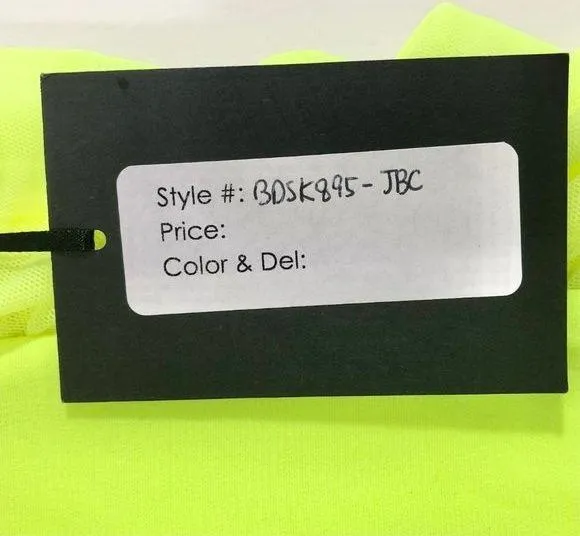 Style #: BDSK895-JBC
Price:
Color & Del: